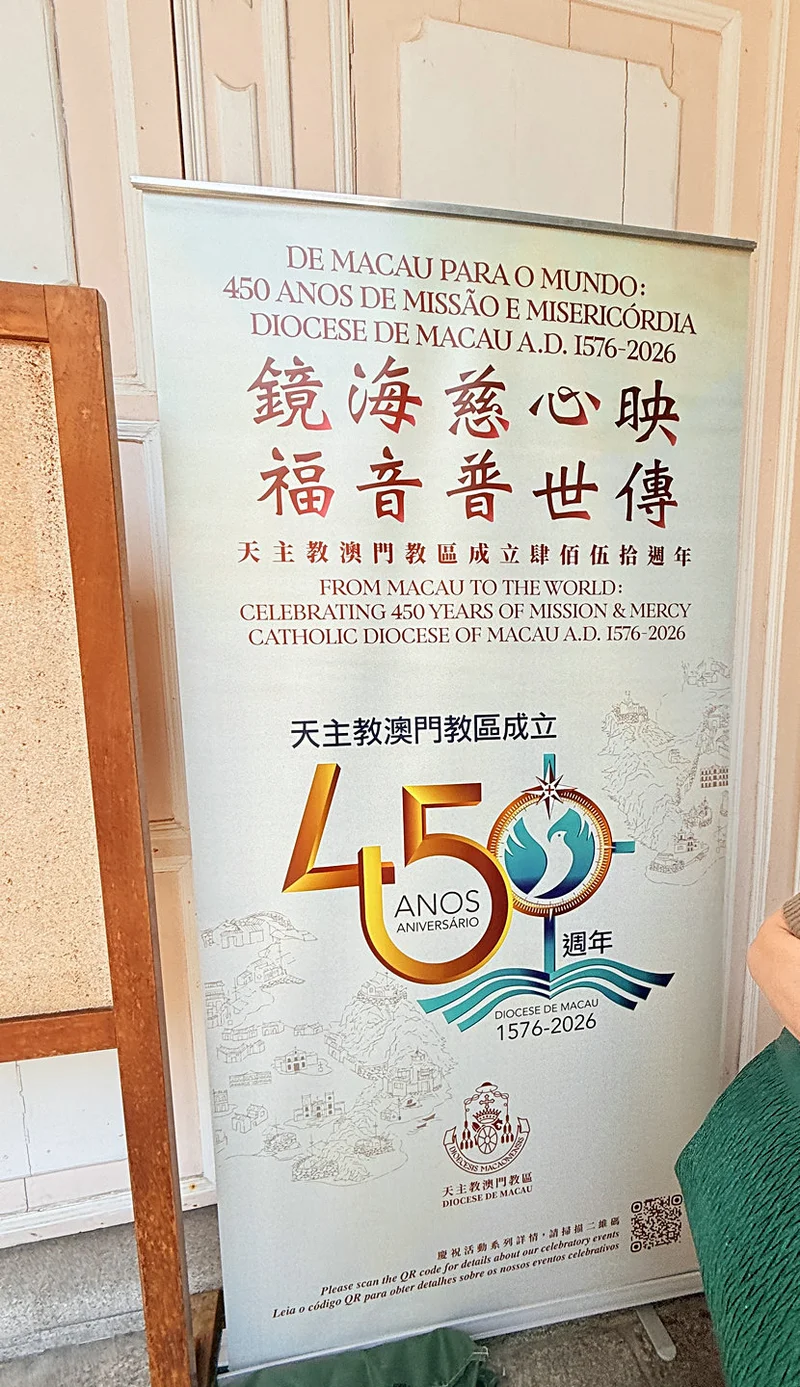 DE MACAU PARA O MUNDO:
450 ANOS DE MISSÃO E MISERICÓRDIA
DIOCESE DE MACAU A.D. 1576-2026
鏡海慈心映
福音普世傳
天主教澳門教區成立肆佰伍拾週年
FROM MACAU TO THE WORLD:
CELEBRATING 450 YEARS OF MISSION & MERCY
CATHOLIC DIOCESE OF MACAU A.D. 1576-2026
天主教澳門教區成立
450
ANOS
ANIVERSÁRIO
週年
DIOCESE DE MACAU
1576-2026
DIOECESIS MACAONENSIS
天主教澳門教區
DIOCESE DE MACAU
慶祝活動系列詳情，請掃描二維碼
Please scan the QR code for details about our celebratory events
Leia o código QR para obter detalhes sobre os nossos eventos celebrativos